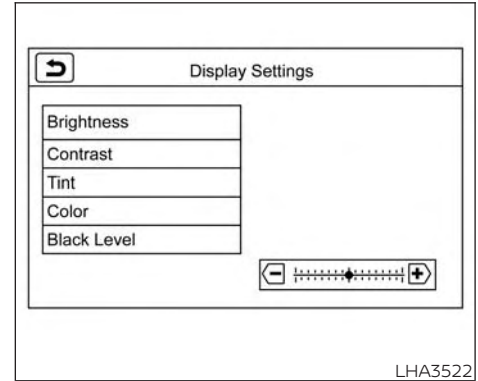 Display Settings
Brightness
Contrast
Tint
Color
Black Level
LHA3522